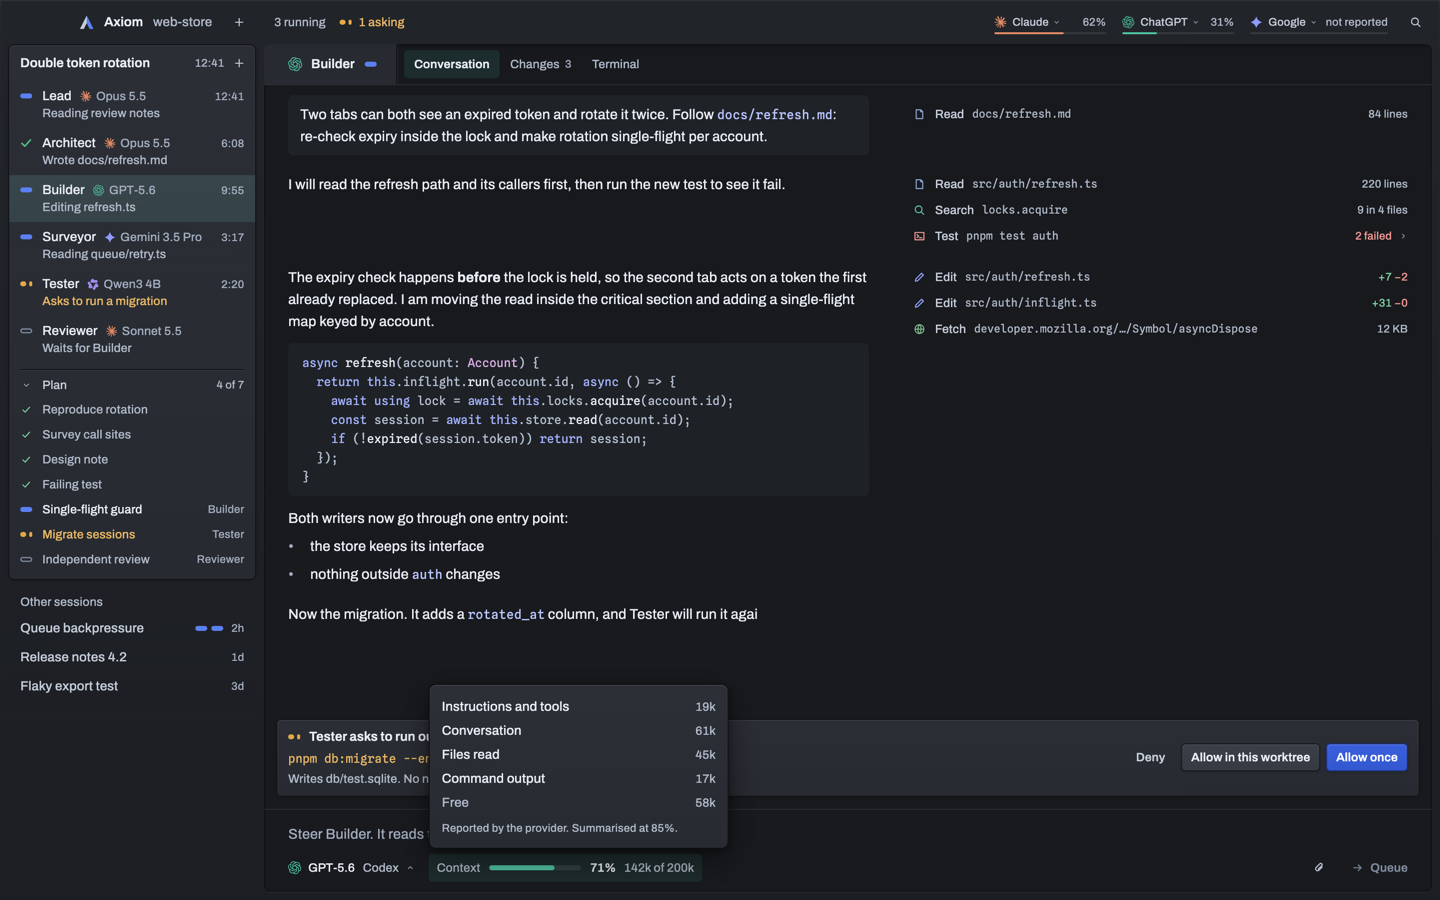 Axiom web-store +
3 running 1 asking
Claude 62% ChatGPT 31% Google not reported
Double token rotation 12:41 +
Lead Opus 5.5 12:41
Reading review notes
Architect Opus 5.5 6:08
Wrote docs/refresh.md
Builder GPT-5.6 9:55
Editing refresh.ts
Surveyor Gemini 3.5 Pro 3:17
Reading queue/retry.ts
Tester Qwen3 4B 2:20
Asks to run a migration
Reviewer Sonnet 5.5
Waits for Builder
Plan 4 of 7
Reproduce rotation
Survey call sites
Design note
Failing test
Single-flight guard Builder
Migrate sessions Tester
Independent review Reviewer
Other sessions
Queue backpressure 2h
Release notes 4.2 1d
Flaky export test 3d
Builder Conversation Changes 3 Terminal
Two tabs can both see an expired token and rotate it twice. Follow docs/refresh.md:
re-check expiry inside the lock and make rotation single-flight per account.
Read docs/refresh.md 84 lines
I will read the refresh path and its callers first, then run the new test to see it fail.
Read src/auth/refresh.ts 220 lines
Search locks.acquire 9 in 4 files
Test pnpm test auth 2 failed ›
The expiry check happens before the lock is held, so the second tab acts on a token the first
already replaced. I am moving the read inside the critical section and adding a single-flight
map keyed by account.
Edit src/auth/refresh.ts +7 −2
Edit src/auth/inflight.ts +31 −0
Fetch developer.mozilla.org/…/Symbol/asyncDispose 12 KB
async refresh(account: Account) {
return this.inflight.run(account.id, async () => {
await using lock = await this.locks.acquire(account.id);
const session = await this.store.read(account.id);
if (!expired(session.token)) return session;
});
}
Both writers now go through one entry point:
• the store keeps its interface
• nothing outside auth changes
Now the migration. It adds a rotated_at column, and Tester will run it agai
Instructions and tools 19k
Conversation 61k
Files read 45k
Command output 17k
Free 58k
Reported by the provider. Summarised at 85%.
Tester asks to run
pnpm db:migrate
Writes db/test.sqlite. No
Deny Allow in this worktree Allow once
Steer Builder. It reads
GPT-5.6 Codex Context 71% 142k of 200k → Queue